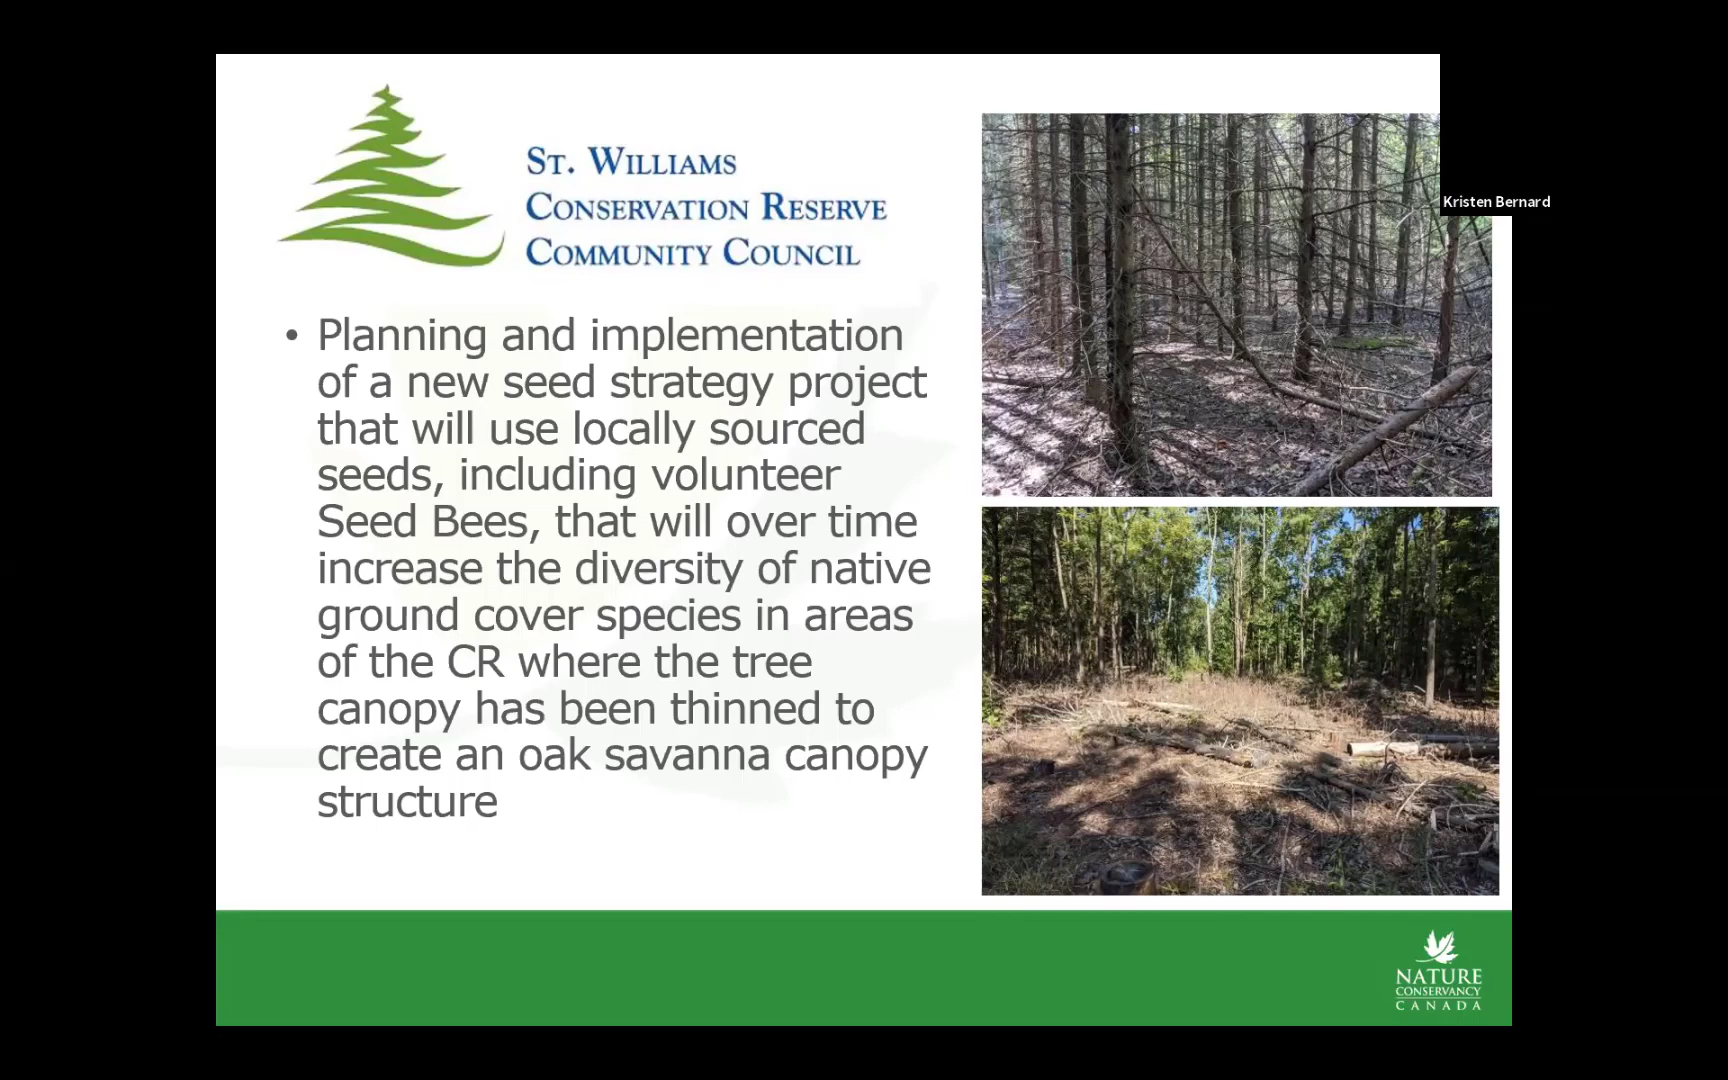 ST. WILLIAMS
CONSERVATION RESERVE
COMMUNITY COUNCIL
Kristen Bernard
• Planning and implementation
of a new seed strategy project
that will use locally sourced
seeds, including volunteer
Seed Bees, that will over time
increase the diversity of native
ground cover species in areas
of the CR where the tree
canopy has been thinned to
create an oak savanna canopy
structure
NATURE
CONSERVANCY
CANADA